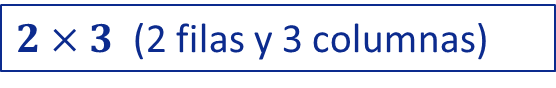 2 × 3 (2 filas y 3 columnas)